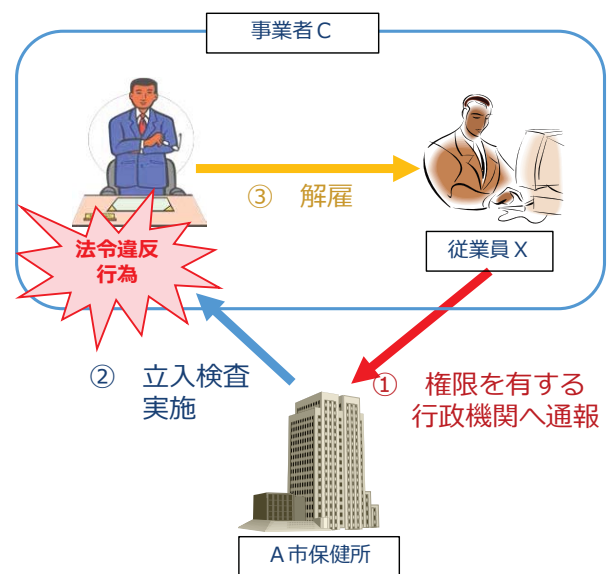 事業者Ｃ
③　解雇
法令違反
行為
従業員Ｘ
②　立入検査
実施
①　権限を有する
行政機関へ通報
Ａ市保健所